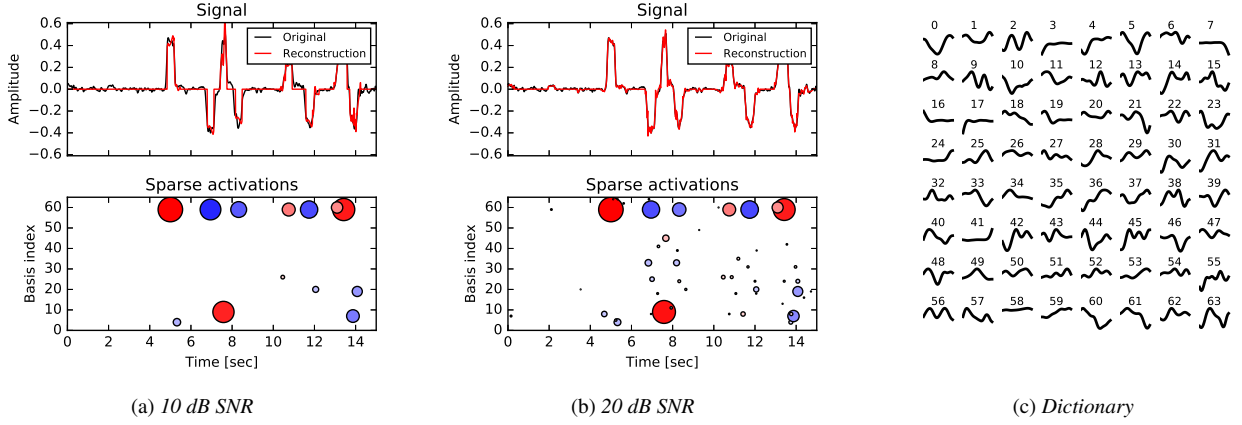 Signal
Amplitude
0.6
0.4
0.2
0.0
−0.2
−0.4
−0.6
Original
Reconstruction
Sparse activations
Basis index
60
50
40
30
20
10
0
0 2 4 6 8 10 12 14
Time [sec]
(a) 10 dB SNR
Signal
Amplitude
0.6
0.4
0.2
0.0
−0.2
−0.4
−0.6
Original
Reconstruction
Sparse activations
Basis index
60
50
40
30
20
10
0
0 2 4 6 8 10 12 14
Time [sec]
(b) 20 dB SNR
0 1 2 3 4 5 6 7
8 9 10 11 12 13 14 15
16 17 18 19 20 21 22 23
24 25 26 27 28 29 30 31
32 33 34 35 36 37 38 39
40 41 42 43 44 45 46 47
48 49 50 51 52 53 54 55
56 57 58 59 60 61 62 63
(c) Dictionary